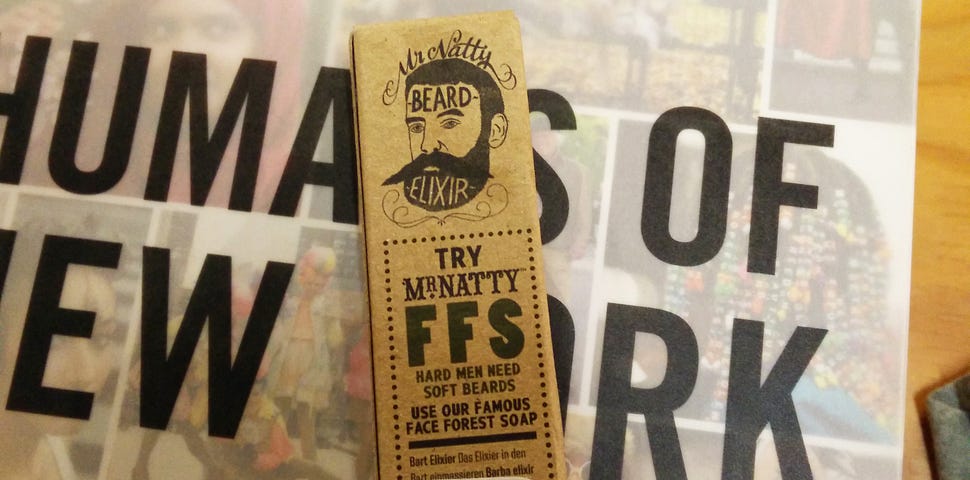 HUMANS OF
NEW YORK
Mr Natty
BEARD
ELIXIR
TRY
MR NATTY™
FFS
HARD MEN NEED
SOFT BEARDS
USE OUR FAMOUS
FACE FOREST SOAP
Bart Elixier Das Elixier in den
Bart einmassieren Barba elixir